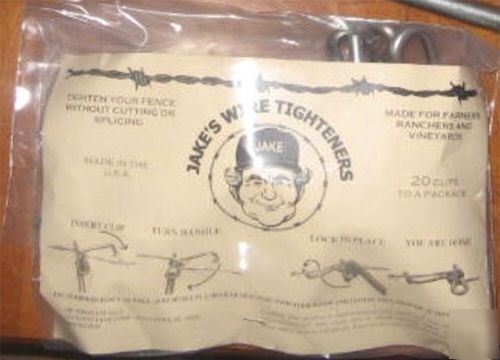 TIGHTEN YOUR FENCE
WITHOUT CUTTING OR
SPLICING
JAKE'S WIRE TIGHTENERS
JAKE
MADE FOR FARMERS
RANCHERS AND
VINEYARDS
MADE IN THE
U.S.A.
20 CLIPS
TO A PACKAGE
INSERT CLIP
TURN HANDLE
LOCK IN PLACE
YOU ARE DONE